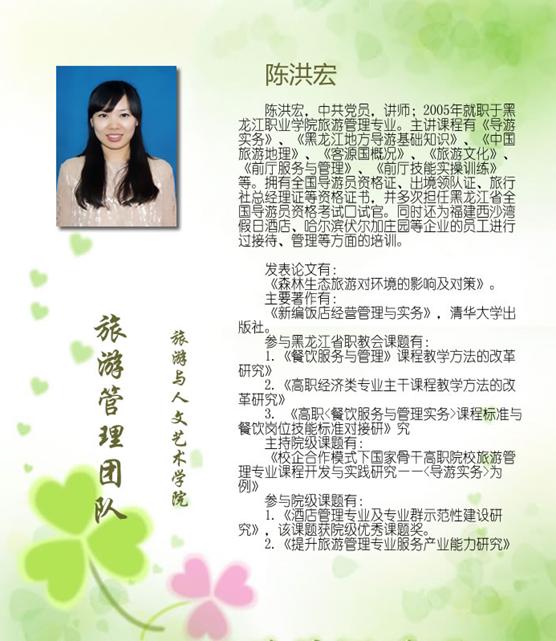 陈洪宏
陈洪宏，中共党员，讲师；2005年就职于黑
龙江职业学院旅游管理专业。主讲课程有《导游
实务》、《黑龙江地方导游基础知识》、《中国
旅游地理》、《客源国概况》、《旅游文化》、
《前厅服务与管理》、《前厅技能实操训练》
等。拥有全国导游员资格证、出境领队证、旅行
社总经理证等资格证书，并多次担任黑龙江省全
国导游员资格考试口试官。同时还为福建西沙湾
假日酒店、哈尔滨伏尔加庄园等企业的员工进行
过接待、管理等方面的培训。
发表论文有：
《森林生态旅游对环境的影响及对策》。
主要著作有：
《新编饭店经营管理与实务》，清华大学出
版社。
参与黑龙江省职教会课题有：
1.《餐饮服务与管理》课程教学方法的改革
研究》
2.《高职经济类专业主干课程教学方法的改
革研究》
3. 《高职<餐饮服务与管理实务>课程标准与
餐饮岗位技能标准对接研》究
主持院级课题有：
《校企合作模式下国家骨干高职院校旅游管
理专业课程开发与实践研究——<导游实务>为
例》
参与院级课题有：
1.《酒店管理专业及专业群示范性建设研
究》，该课题获院级优秀课题奖。
2.《提升旅游管理专业服务产业能力研究》
旅游管理团队
旅游与人文艺术学院